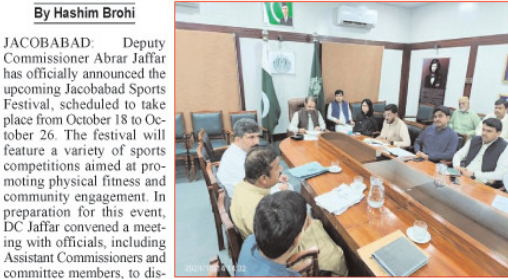 By Hashim Brohi
JACOBABAD: Deputy
Commissioner Abrar Jaffar
has officially announced the
upcoming Jacobabad Sports
Festival, scheduled to take
place from October 18 to Oc-
tober 26. The festival will
feature a variety of sports
competitions aimed at pro-
moting physical fitness and
community engagement. In
preparation for this event,
DC Jaffar convened a meet-
ing with officials, including
Assistant Commissioners and
committee members, to dis-